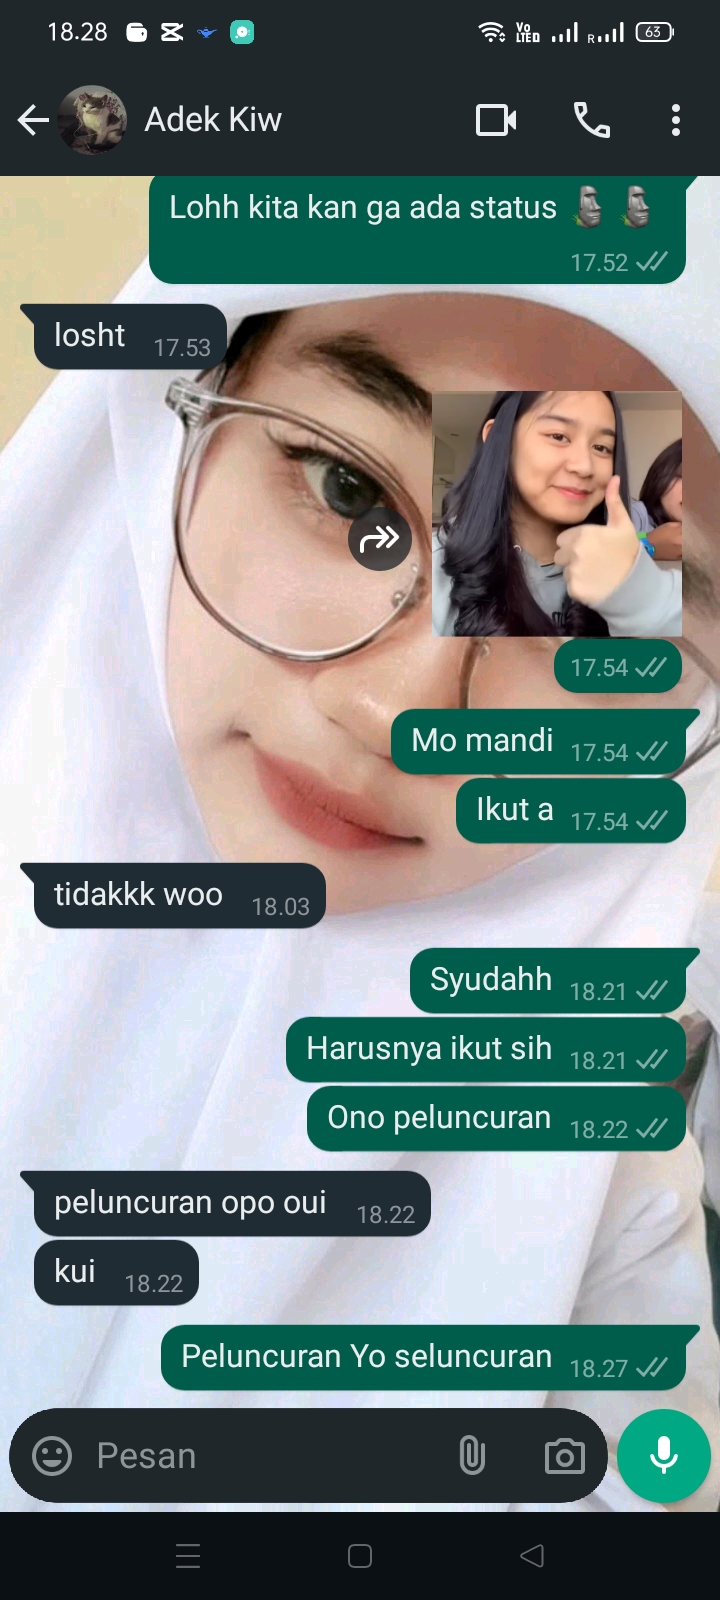 18.28
Vo
LTED
R
63
Adek Kiw
Lohh kita kan ga ada status 🗿 🗿
17.52
losht 17.53
17.54
Mo mandi 17.54
Ikut a 17.54
tidakkk woo 18.03
Syudahh 18.21
Harusnya ikut sih 18.21
Ono peluncuran 18.22
peluncuran opo oui 18.22
kui 18.22
Peluncuran Yo seluncuran 18.27
Pesan